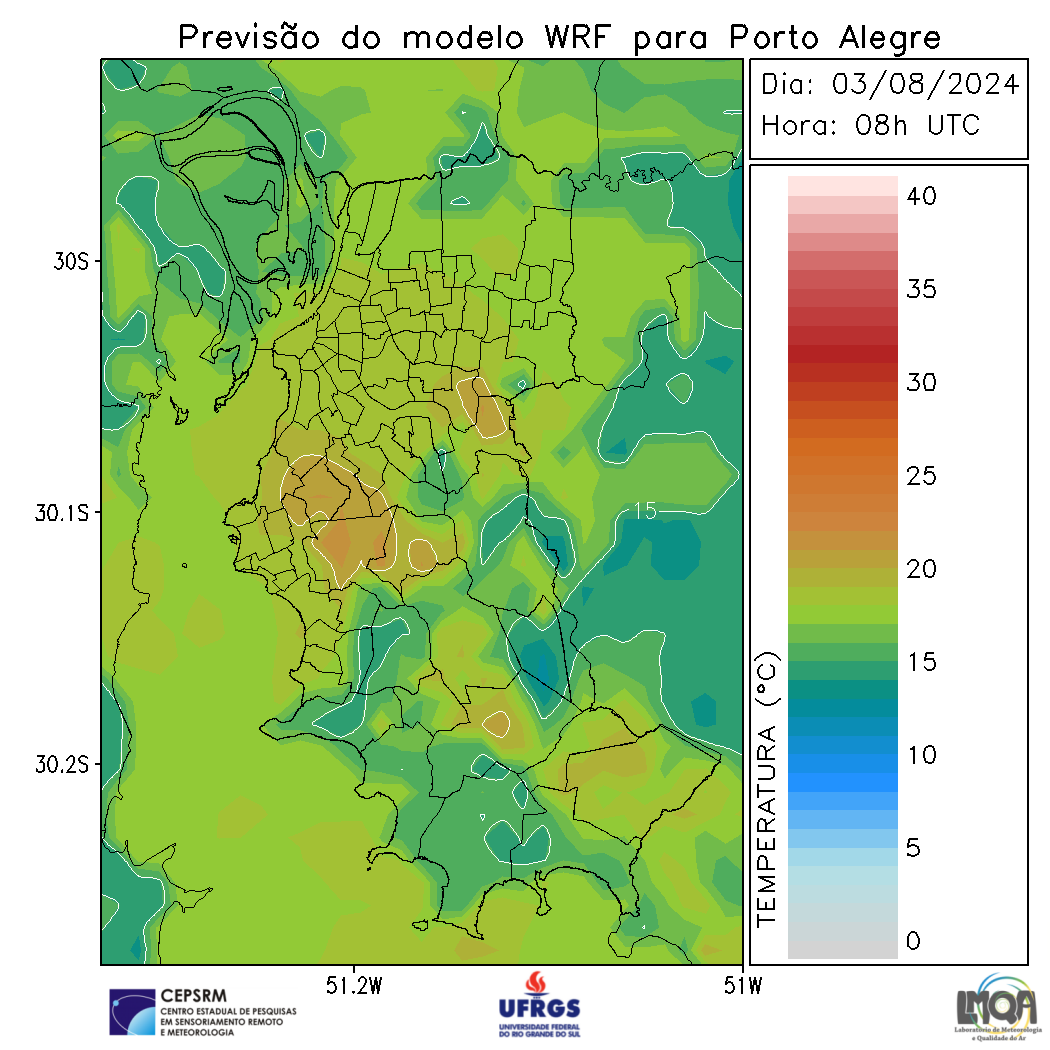 Previsão do modelo WRF para Porto Alegre
Dia: 03/08/2024
Hora: 08h UTC
40
35
30
25
20
15
10
5
0
TEMPERATURA (°C)
30S
30.1S
30.2S
15
51.2W
51W
CEPSRM
CENTRO ESTADUAL DE PESQUISAS
EM SENSORIAMENTO REMOTO
E METEOROLOGIA
UFRGS
UNIVERSIDADE FEDERAL
DO RIO GRANDE DO SUL
LMQA
Laboratório de Meteorologia
e Qualidade do Ar